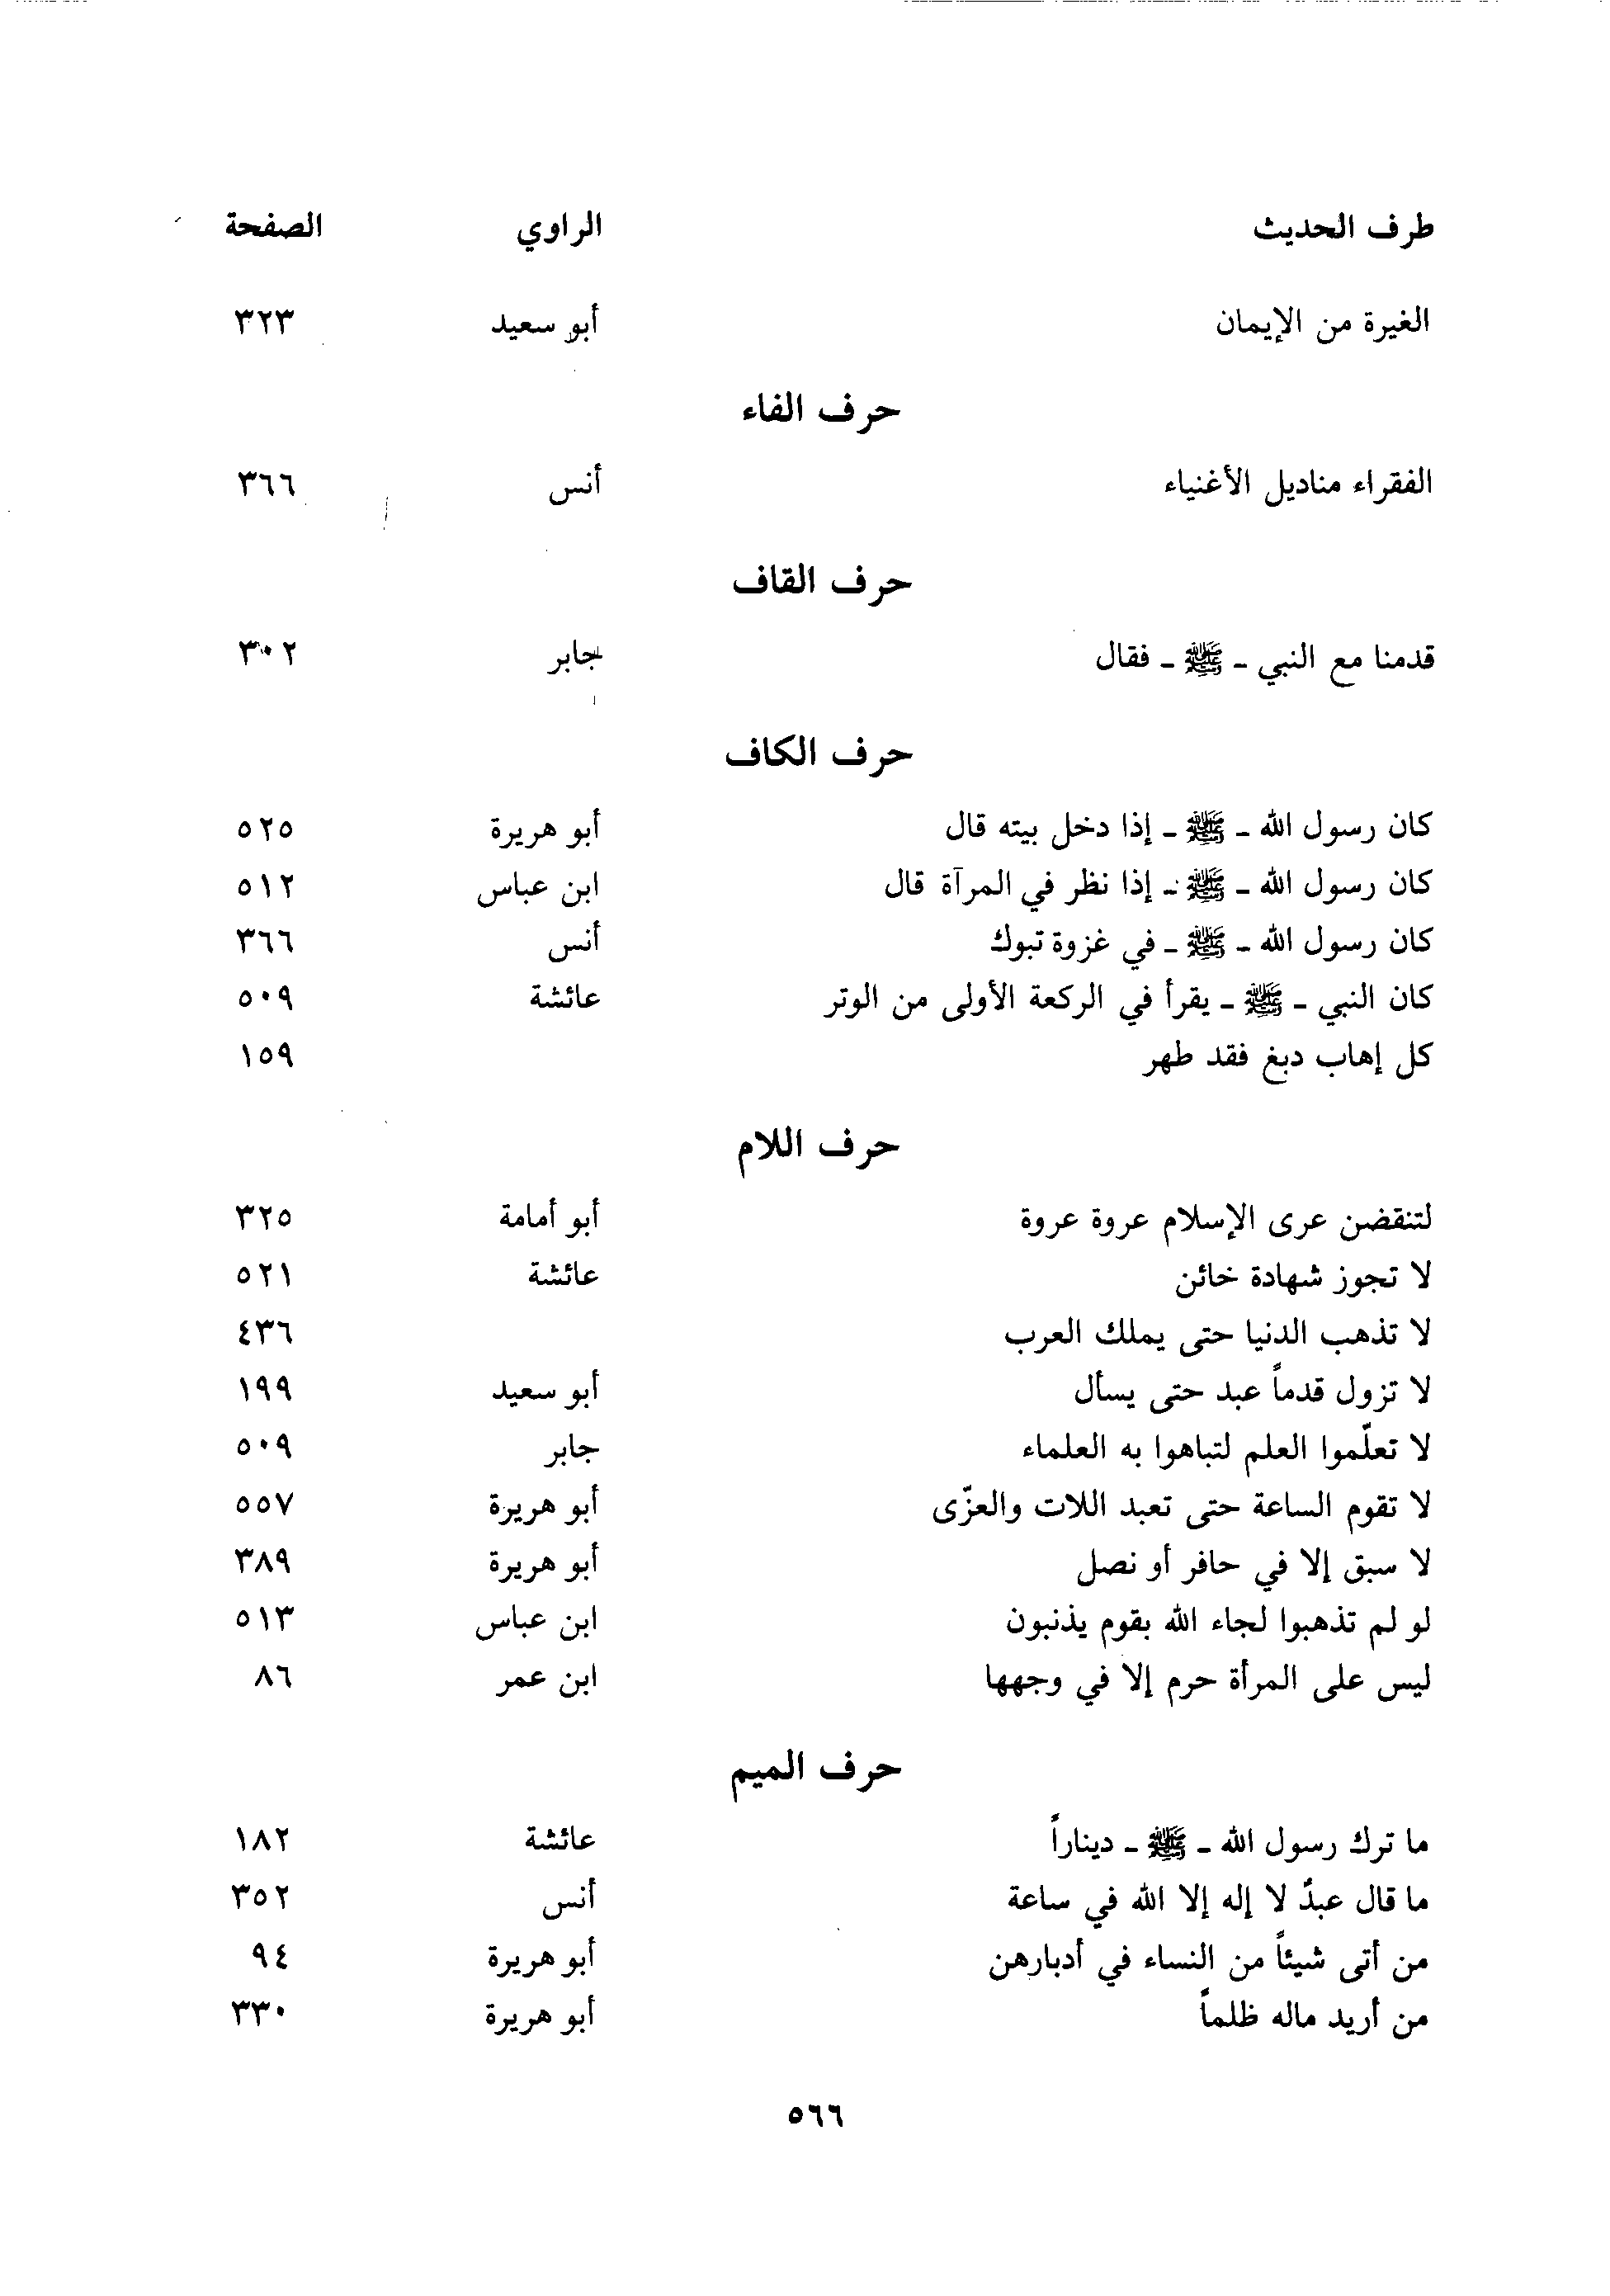 طرف الحديث الراوي الصفحة
الغيرة من الإيمان أبو سعيد ٣٢٣
حرف الفاء
الفقراء مناديل الأغنياء أنس ٣٦٦
حرف القاف
قدمنا مع النبي ـ ﷺ ـ فقال جابر ٣٠٢
حرف الكاف
كان رسول الله ـ ﷺ ـ إذا دخل بيته قال أبو هريرة ٥٢٥
كان رسول الله ـ ﷺ ـ إذا نظر في المرآة قال ابن عباس ٥١٢
كان رسول الله ـ ﷺ ـ في غزوة تبوك أنس ٣٦٦
كان النبي ـ ﷺ ـ يقرأ في الركعة الأولى من الوتر عائشة ٥٠٩
كل إهاب دبغ فقد طهر ١٥٩
حرف اللام
لتنقضن عرى الإسلام عروة عروة أبو أمامة ٣٢٥
لا تجوز شهادة خائن عائشة ٥٢١
لا تذهب الدنيا حتى يملك العرب ٤٣٦
لا تزول قدماً عبد حتى يسأل أبو سعيد ١٩٩
لا تعلّموا العلم لتباهوا به العلماء جابر ٥٠٩
لا تقوم الساعة حتى تعبد اللات والعزّى أبو هريرة ٥٥٧
لا سبق إلا في حافر أو نصل أبو هريرة ٣٨٩
لو لم تذهبوا لجاء الله بقوم يذنبون ابن عباس ٥١٣
ليس على المرأة حرم إلا في وجهها ابن عمر ٨٦
حرف الميم
ما ترك رسول الله ـ ﷺ ـ ديناراً عائشة ١٨٢
ما قال عبدٌ لا إله إلا الله في ساعة أنس ٣٥٢
من أتى شيئاً من النساء في أدبارهن أبو هريرة ٩٤
من أريد ماله ظلماً أبو هريرة ٣٣٠
٥٦٦